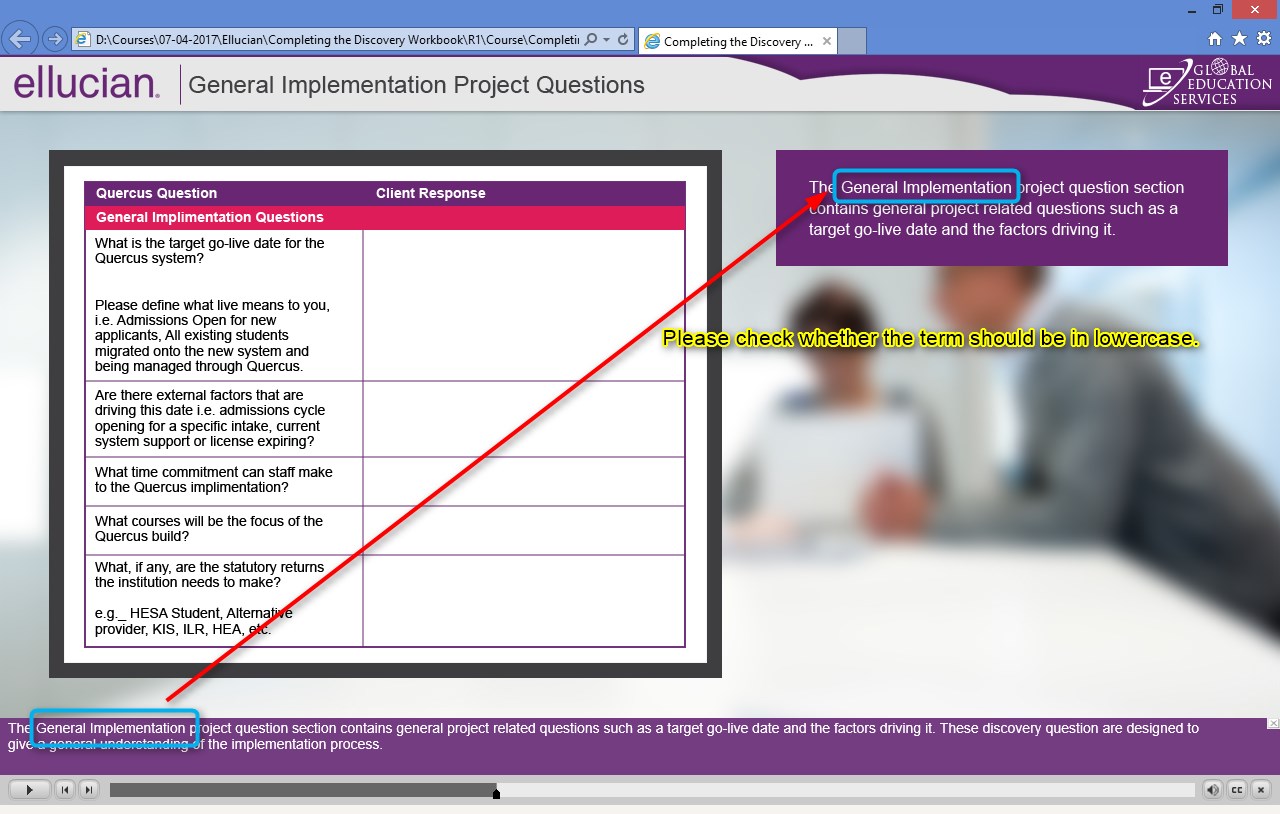 D:\Courses\07-04-2017\Ellucian\Completing the Discovery Workbook\R1\Course\Completi
Completing the Discovery ...
ellucian.
General Implementation Project Questions
e
GLOBAL
EDUCATION
SERVICES
Quercus Question
Client Response
General Implimentation Questions
What is the target go-live date for the
Quercus system?
Please define what live means to you,
i.e. Admissions Open for new
applicants, All existing students
migrated onto the new system and
being managed through Quercus.
Are there external factors that are
driving this date i.e. admissions cycle
opening for a specific intake, current
system support or license expiring?
What time commitment can staff make
to the Quercus implimentation?
What courses will be the focus of the
Quercus build?
What, if any, are the statutory returns
the institution needs to make?
e.g._ HESA Student, Alternative
provider, KIS, ILR, HEA, etc.
The General Implementation project question section
contains general project related questions such as a
target go-live date and the factors driving it.
Please check whether the term should be in lowercase.
The General Implementation project question section contains general project related questions such as a target go-live date and the factors driving it. These discovery question are designed to
give a general understanding of the implementation process.
CC